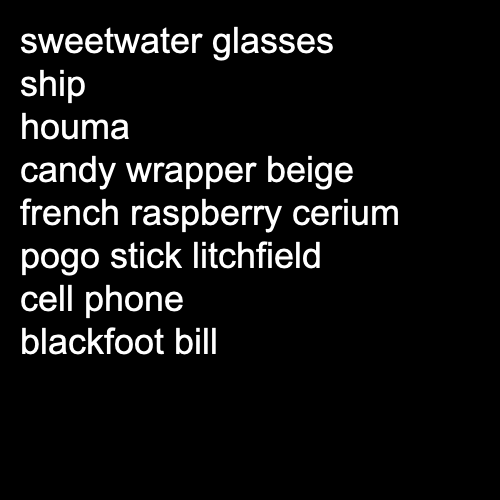 sweetwater glasses
ship
houma
candy wrapper beige
french raspberry cerium
pogo stick litchfield
cell phone
blackfoot bill